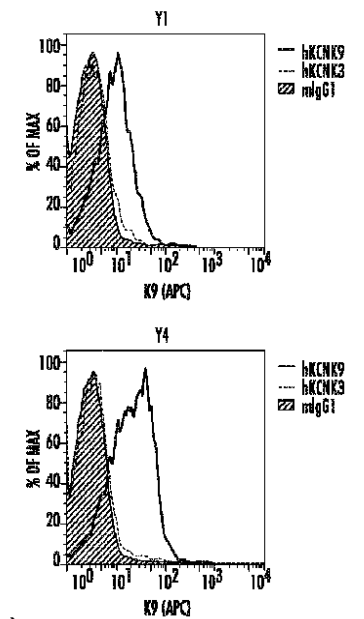 Y1
% OF MAX
100
80
60
40
20
0
10^0 10^1 10^2 10^3 10^4
K9 (APC)
hKCNK9
hKCNK3
mIgG1
Y4
% OF MAX
100
80
60
40
20
0
10^0 10^1 10^2 10^3 10^4
K9 (APC)
hKCNK9
hKCNK3
mIgG1